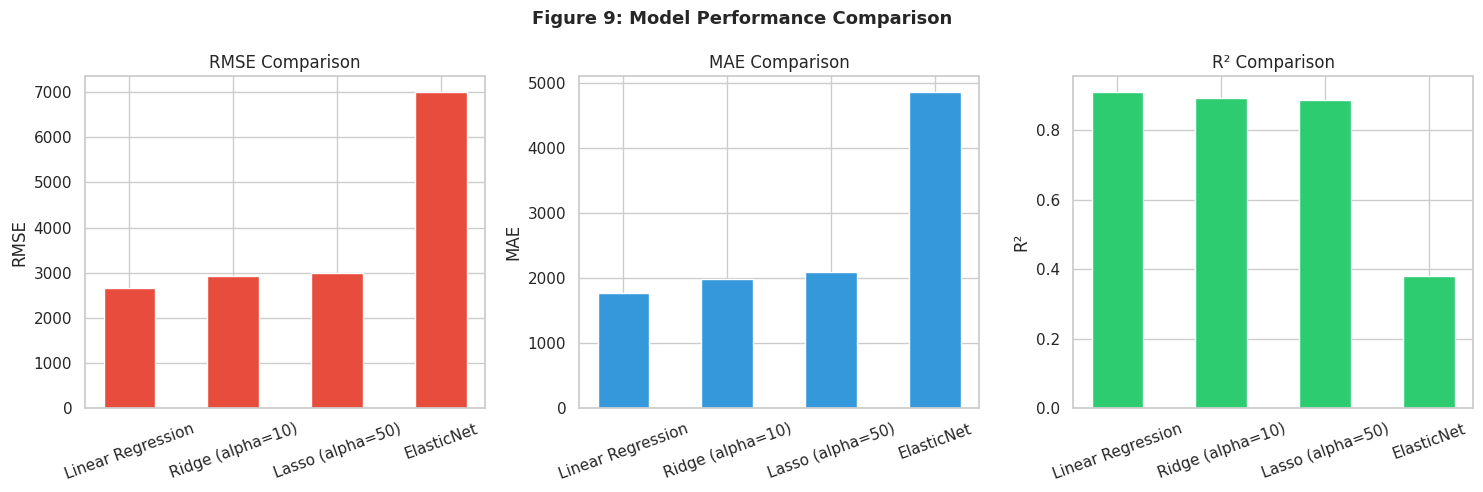 Figure 9: Model Performance Comparison
RMSE Comparison
RMSE
7000
6000
5000
4000
3000
2000
1000
0
Linear Regression
Ridge (alpha=10)
Lasso (alpha=50)
ElasticNet
MAE Comparison
MAE
5000
4000
3000
2000
1000
0
Linear Regression
Ridge (alpha=10)
Lasso (alpha=50)
ElasticNet
R² Comparison
R²
0.8
0.6
0.4
0.2
0.0
Linear Regression
Ridge (alpha=10)
Lasso (alpha=50)
ElasticNet